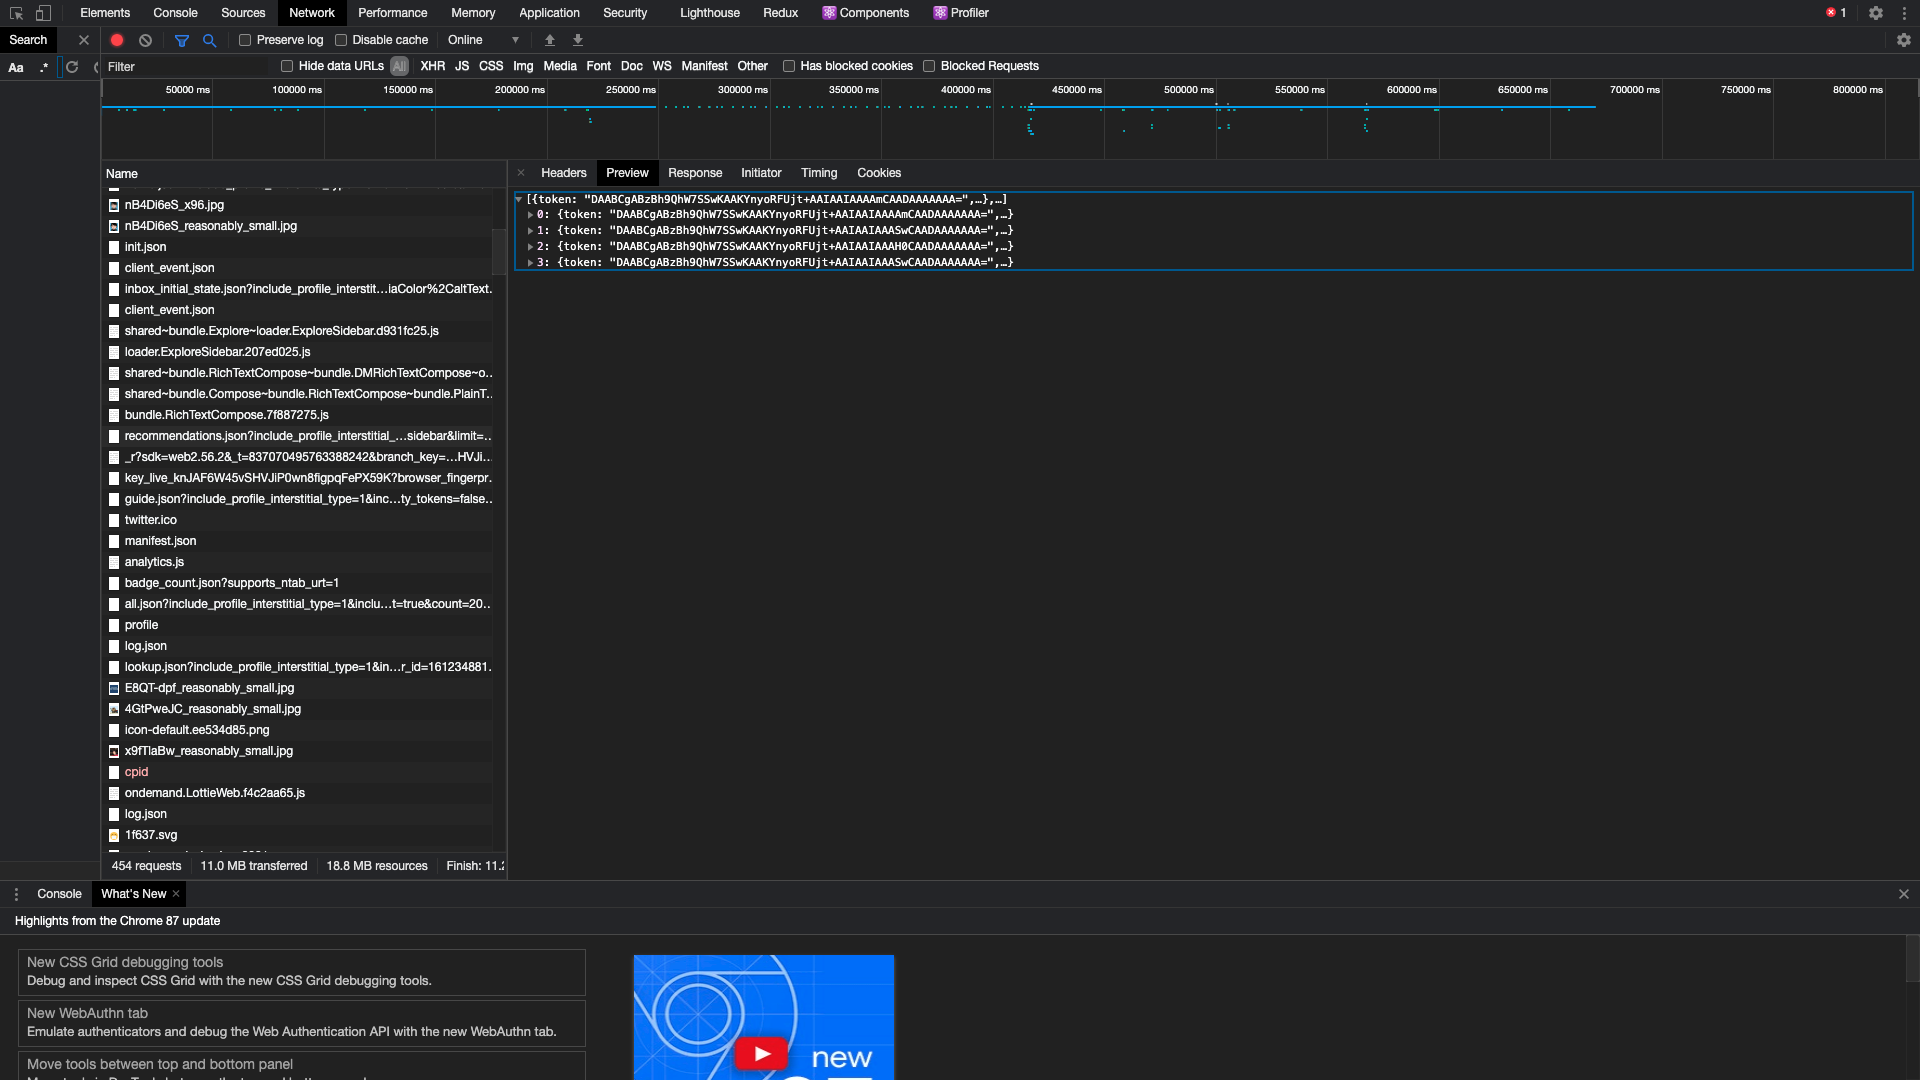 Elements Console Sources Network Performance Memory Application Security Lighthouse Redux Components Profiler 1
Search Preserve log Disable cache Online
Aa .* Filter Hide data URLs All XHR JS CSS Img Media Font Doc WS Manifest Other Has blocked cookies Blocked Requests
50000 ms 100000 ms 150000 ms 200000 ms 250000 ms 300000 ms 350000 ms 400000 ms 450000 ms 500000 ms 550000 ms 600000 ms 650000 ms 700000 ms 750000 ms 800000 ms
Name
nB4Di6eS_x96.jpg
nB4Di6eS_reasonably_small.jpg
init.json
client_event.json
inbox_initial_state.json?include_profile_interstit…iaColor%2CaltText.
client_event.json
shared~bundle.Explore~loader.ExploreSidebar.d931fc25.js
loader.ExploreSidebar.207ed025.js
shared~bundle.RichTextCompose~bundle.DMRichTextCompose~o..
shared~bundle.Compose~bundle.RichTextCompose~bundle.PlainT..
bundle.RichTextCompose.7f887275.js
recommendations.json?include_profile_interstitial_…sidebar&limit=..
_r?sdk=web2.56.2&_t=837070495763388242&branch_key=…HVJi...
key_live_knJAF6W45vSHVJiP0wn8figpqFePX59K?browser_fingerpr.
guide.json?include_profile_interstitial_type=1&inc…ty_tokens=false..
twitter.ico
manifest.json
analytics.js
badge_count.json?supports_ntab_urt=1
all.json?include_profile_interstitial_type=1&inclu…t=true&count=20..
profile
log.json
lookup.json?include_profile_interstitial_type=1&in…r_id=161234881.
E8QT-dpf_reasonably_small.jpg
4GtPweJC_reasonably_small.jpg
icon-default.ee534d85.png
x9fTlaBw_reasonably_small.jpg
cpid
ondemand.LottieWeb.f4c2aa65.js
log.json
1f637.svg
454 requests 11.0 MB transferred 18.8 MB resources Finish: 11.2
Headers Preview Response Initiator Timing Cookies
[{token: "DAABCgABzBh9QhW7SSwKAAKYnyoRFUjt+AAIAAIAAAAmCAADAAAAAAA=",…},…]
0: {token: "DAABCgABzBh9QhW7SSwKAAKYnyoRFUjt+AAIAAIAAAAmCAADAAAAAAA=",…}
1: {token: "DAABCgABzBh9QhW7SSwKAAKYnyoRFUjt+AAIAAIAAASwCAADAAAAAAA=",…}
2: {token: "DAABCgABzBh9QhW7SSwKAAKYnyoRFUjt+AAIAAIAAAH0CAADAAAAAAA=",…}
3: {token: "DAABCgABzBh9QhW7SSwKAAKYnyoRFUjt+AAIAAIAAASwCAADAAAAAAA=",…}
Console What's New
Highlights from the Chrome 87 update
New CSS Grid debugging tools
Debug and inspect CSS Grid with the new CSS Grid debugging tools.
New WebAuthn tab
Emulate authenticators and debug the Web Authentication API with the new WebAuthn tab.
Move tools between top and bottom panel
new